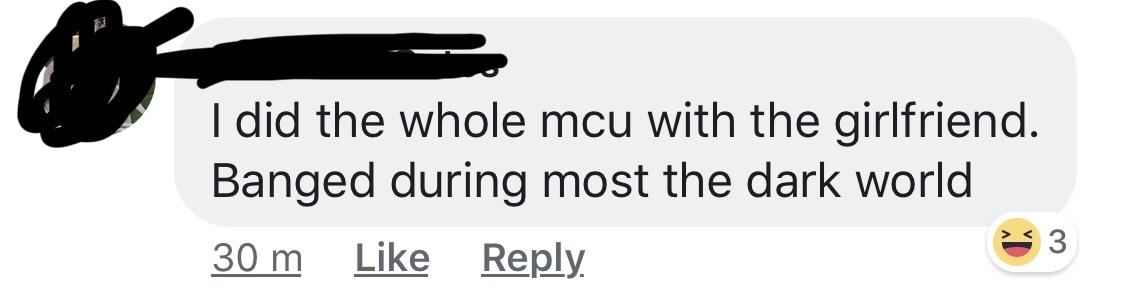 I did the whole mcu with the girlfriend.
Banged during most the dark world
30 m Like Reply
3